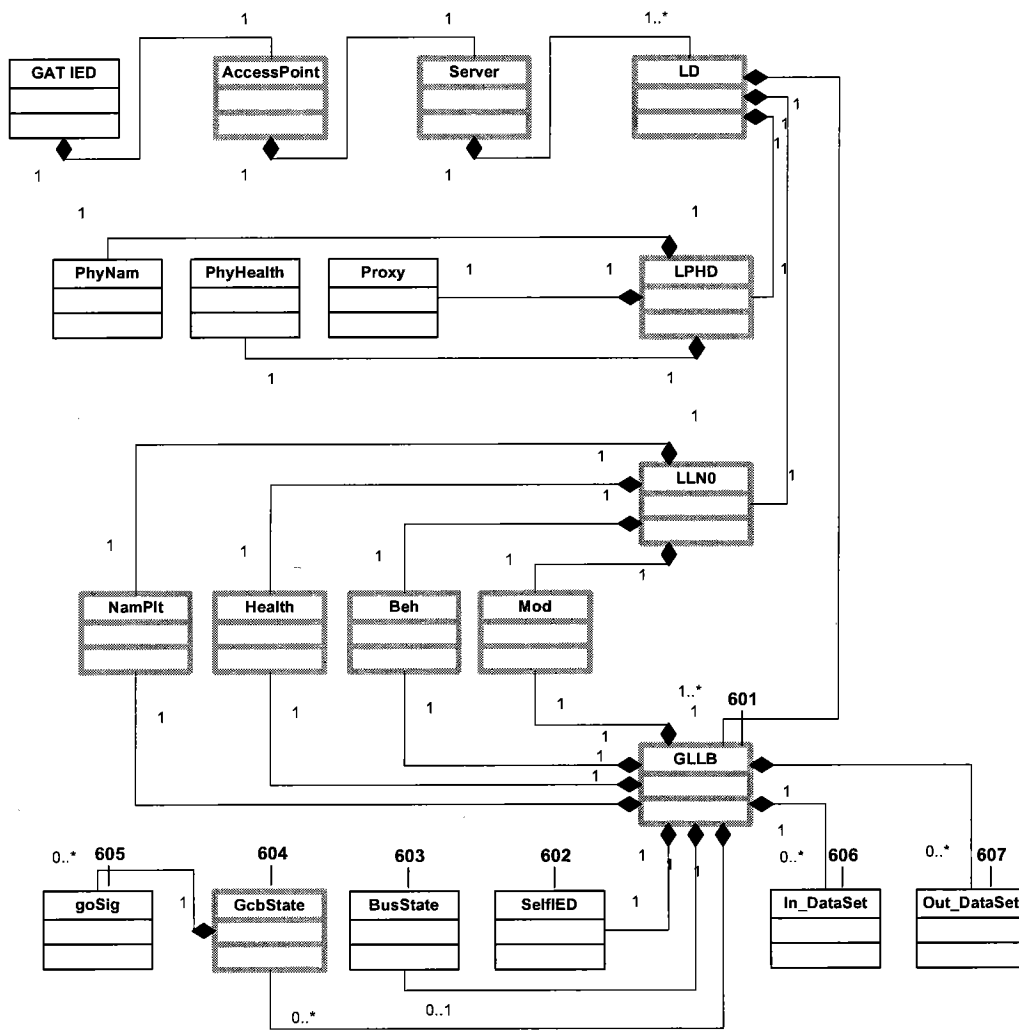 1 1 1..*
GAT IED AccessPoint Server LD
1
1
1
1 1 1 1
1 1
PhyNam PhyHealth Proxy 1 1 LPHD 1
1 1 1
1
1 LLN0 1
1
1 1 1 1 1
NamPlt Health Beh Mod
1..*
1 1 1 1 1 601
1
1 GLLB
1
1
1
0..* 605 604 603 602 1 1 1 1 0..* 606 0..* 607
goSig 1 GcbState BusState SelfIED 1 In_DataSet Out_DataSet
0..* 0..1